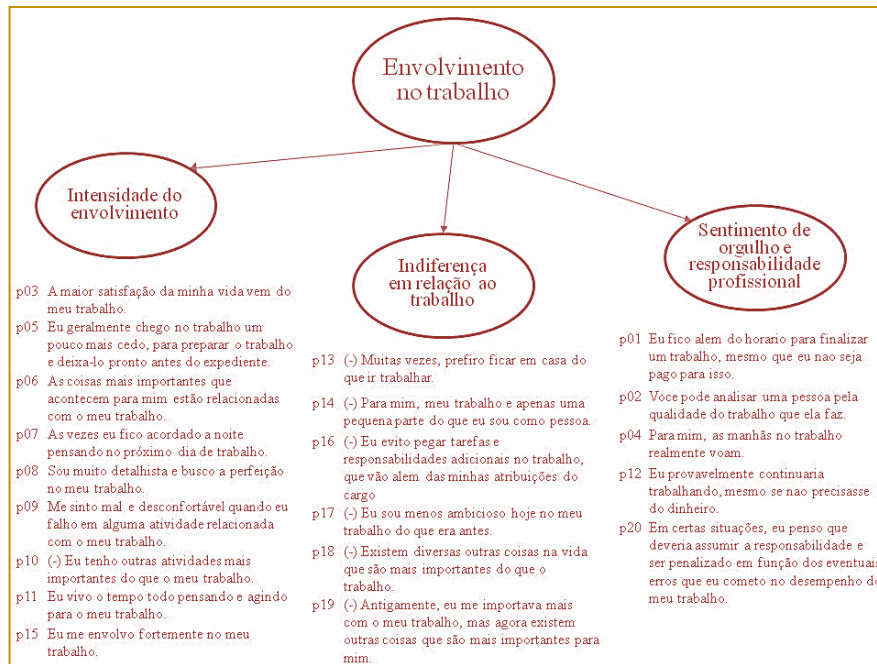 Envolvimento
no trabalho
Intensidade do
envolvimento
Indiferença
em relação ao
trabalho
Sentimento de
orgulho e
responsabilidade
profissional
p03 A maior satisfação da minha vida vem do
meu trabalho.
p05 Eu geralmente chego no trabalho um
pouco mais cedo, para preparar o trabalho
e deixa-lo pronto antes do expediente.
p06 As coisas mais importantes que
acontecem para mim estão relacionadas
com o meu trabalho.
p07 As vezes eu fico acordado a noite
pensando no próximo dia de trabalho.
p08 Sou muito detalhista e busco a perfeição
no meu trabalho.
p09 Me sinto mal e desconfortável quando eu
falho em alguma atividade relacionada
com o meu trabalho.
p10 (-) Eu tenho outras atividades mais
importantes do que o meu trabalho.
p11 Eu vivo o tempo todo pensando e agindo
para o meu trabalho.
p15 Eu me envolvo fortemente no meu
trabalho.
p13 (-) Muitas vezes, prefiro ficar em casa do
que ir trabalhar.
p14 (-) Para mim, meu trabalho e apenas uma
pequena parte do que eu sou como pessoa.
p16 (-) Eu evito pegar tarefas e
responsabilidades adicionais no trabalho,
que vão alem das minhas atribuições do
cargo
p17 (-) Eu sou menos ambicioso hoje no meu
trabalho do que era antes.
p18 (-) Existem diversas outras coisas na vida
que são mais importantes do que o
trabalho.
p19 (-) Antigamente, eu me importava mais
com o meu trabalho, mas agora existem
outras coisas que são mais importantes para
mim.
p01 Eu fico alem do horario para finalizar
um trabalho, mesmo que eu nao seja
pago para isso.
p02 Voce pode analisar uma pessoa pela
qualidade do trabalho que ela faz.
p04 Para mim, as manhãs no trabalho
realmente voam.
p12 Eu provavelmente continuaria
trabalhando, mesmo se nao precisasse
do dinheiro.
p20 Em certas situações, eu penso que
deveria assumir a responsabilidade e
ser penalizado em função dos eventuais
erros que eu cometo no desempenho do
meu trabalho.